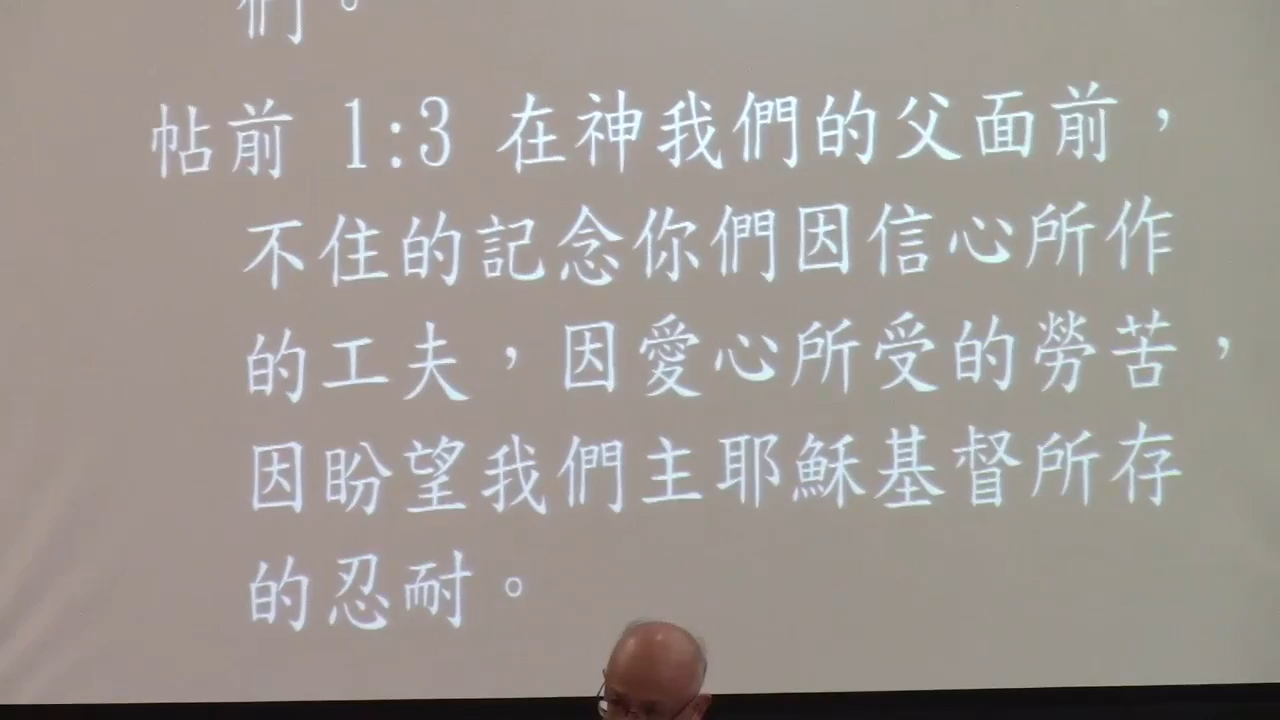 們。
帖前 1:3 在神我們的父面前，
不住的記念你們因信心所作
的工夫，因愛心所受的勞苦，
因盼望我們主耶穌基督所存
的忍耐。